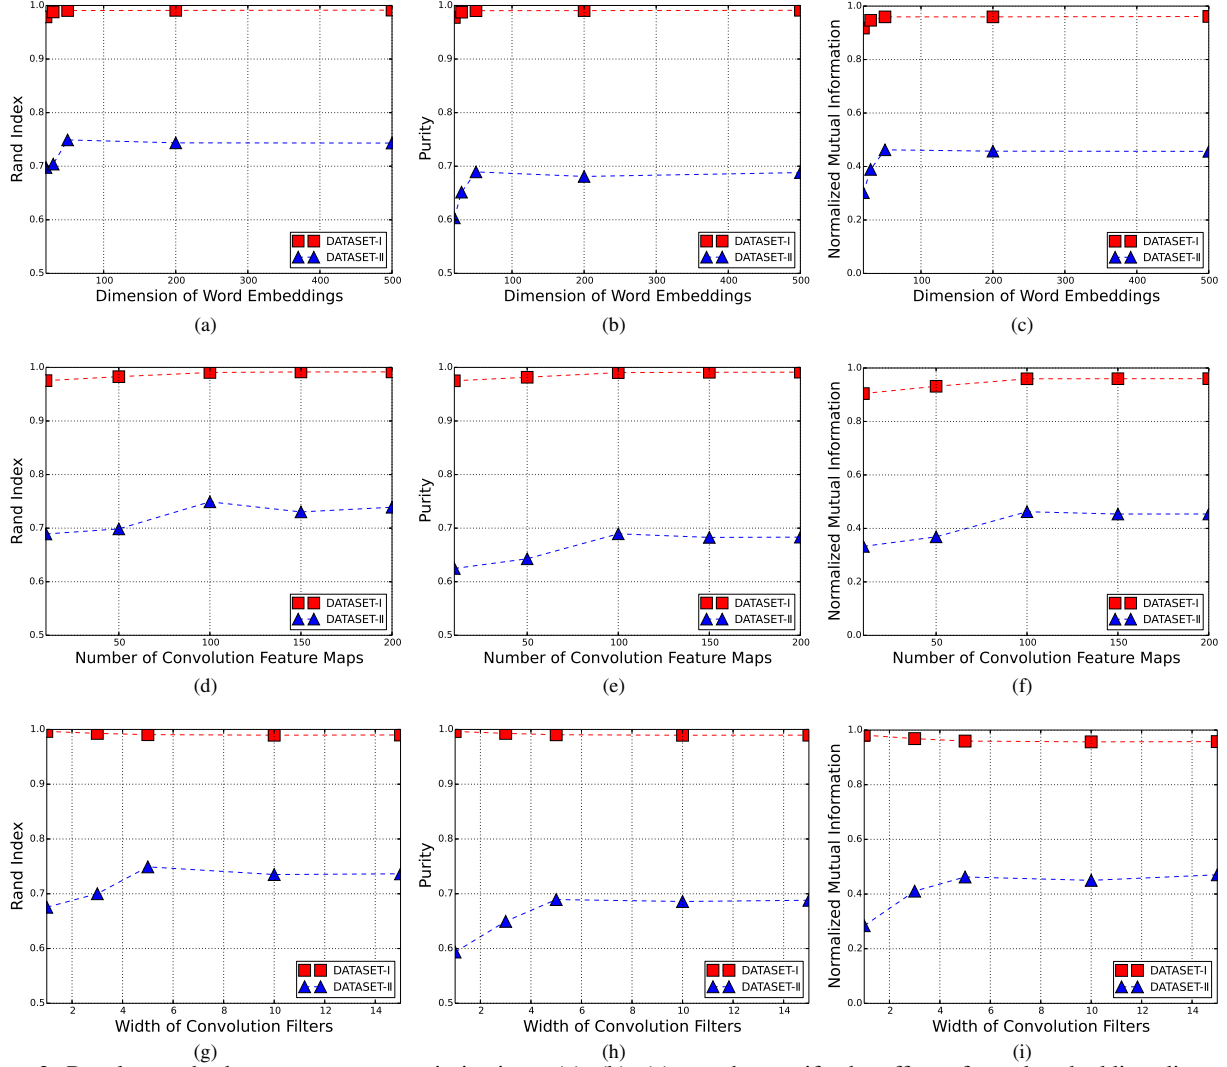 1.0
0.9
0.8
0.7
0.6
0.5
Rand Index
DATASET-I
DATASET-II
100 200 300 400 500
Dimension of Word Embeddings
(a)
1.0
0.9
0.8
0.7
0.6
0.5
Purity
DATASET-I
DATASET-II
100 200 300 400 500
Dimension of Word Embeddings
(b)
1.0
0.8
0.6
0.4
0.2
0.0
Normalized Mutual Information
DATASET-I
DATASET-II
100 200 300 400 500
Dimension of Word Embeddings
(c)
1.0
0.9
0.8
0.7
0.6
0.5
Rand Index
DATASET-I
DATASET-II
50 100 150 200
Number of Convolution Feature Maps
(d)
1.0
0.9
0.8
0.7
0.6
0.5
Purity
DATASET-I
DATASET-II
50 100 150 200
Number of Convolution Feature Maps
(e)
1.0
0.8
0.6
0.4
0.2
0.0
Normalized Mutual Information
DATASET-I
DATASET-II
50 100 150 200
Number of Convolution Feature Maps
(f)
1.0
0.9
0.8
0.7
0.6
0.5
Rand Index
DATASET-I
DATASET-II
2 4 6 8 10 12 14
Width of Convolution Filters
(g)
1.0
0.9
0.8
0.7
0.6
0.5
Purity
DATASET-I
DATASET-II
2 4 6 8 10 12 14
Width of Convolution Filters
(h)
1.0
0.8
0.6
0.4
0.2
0.0
Normalized Mutual Information
DATASET-I
DATASET-II
2 4 6 8 10 12 14
Width of Convolution Filters
(i)